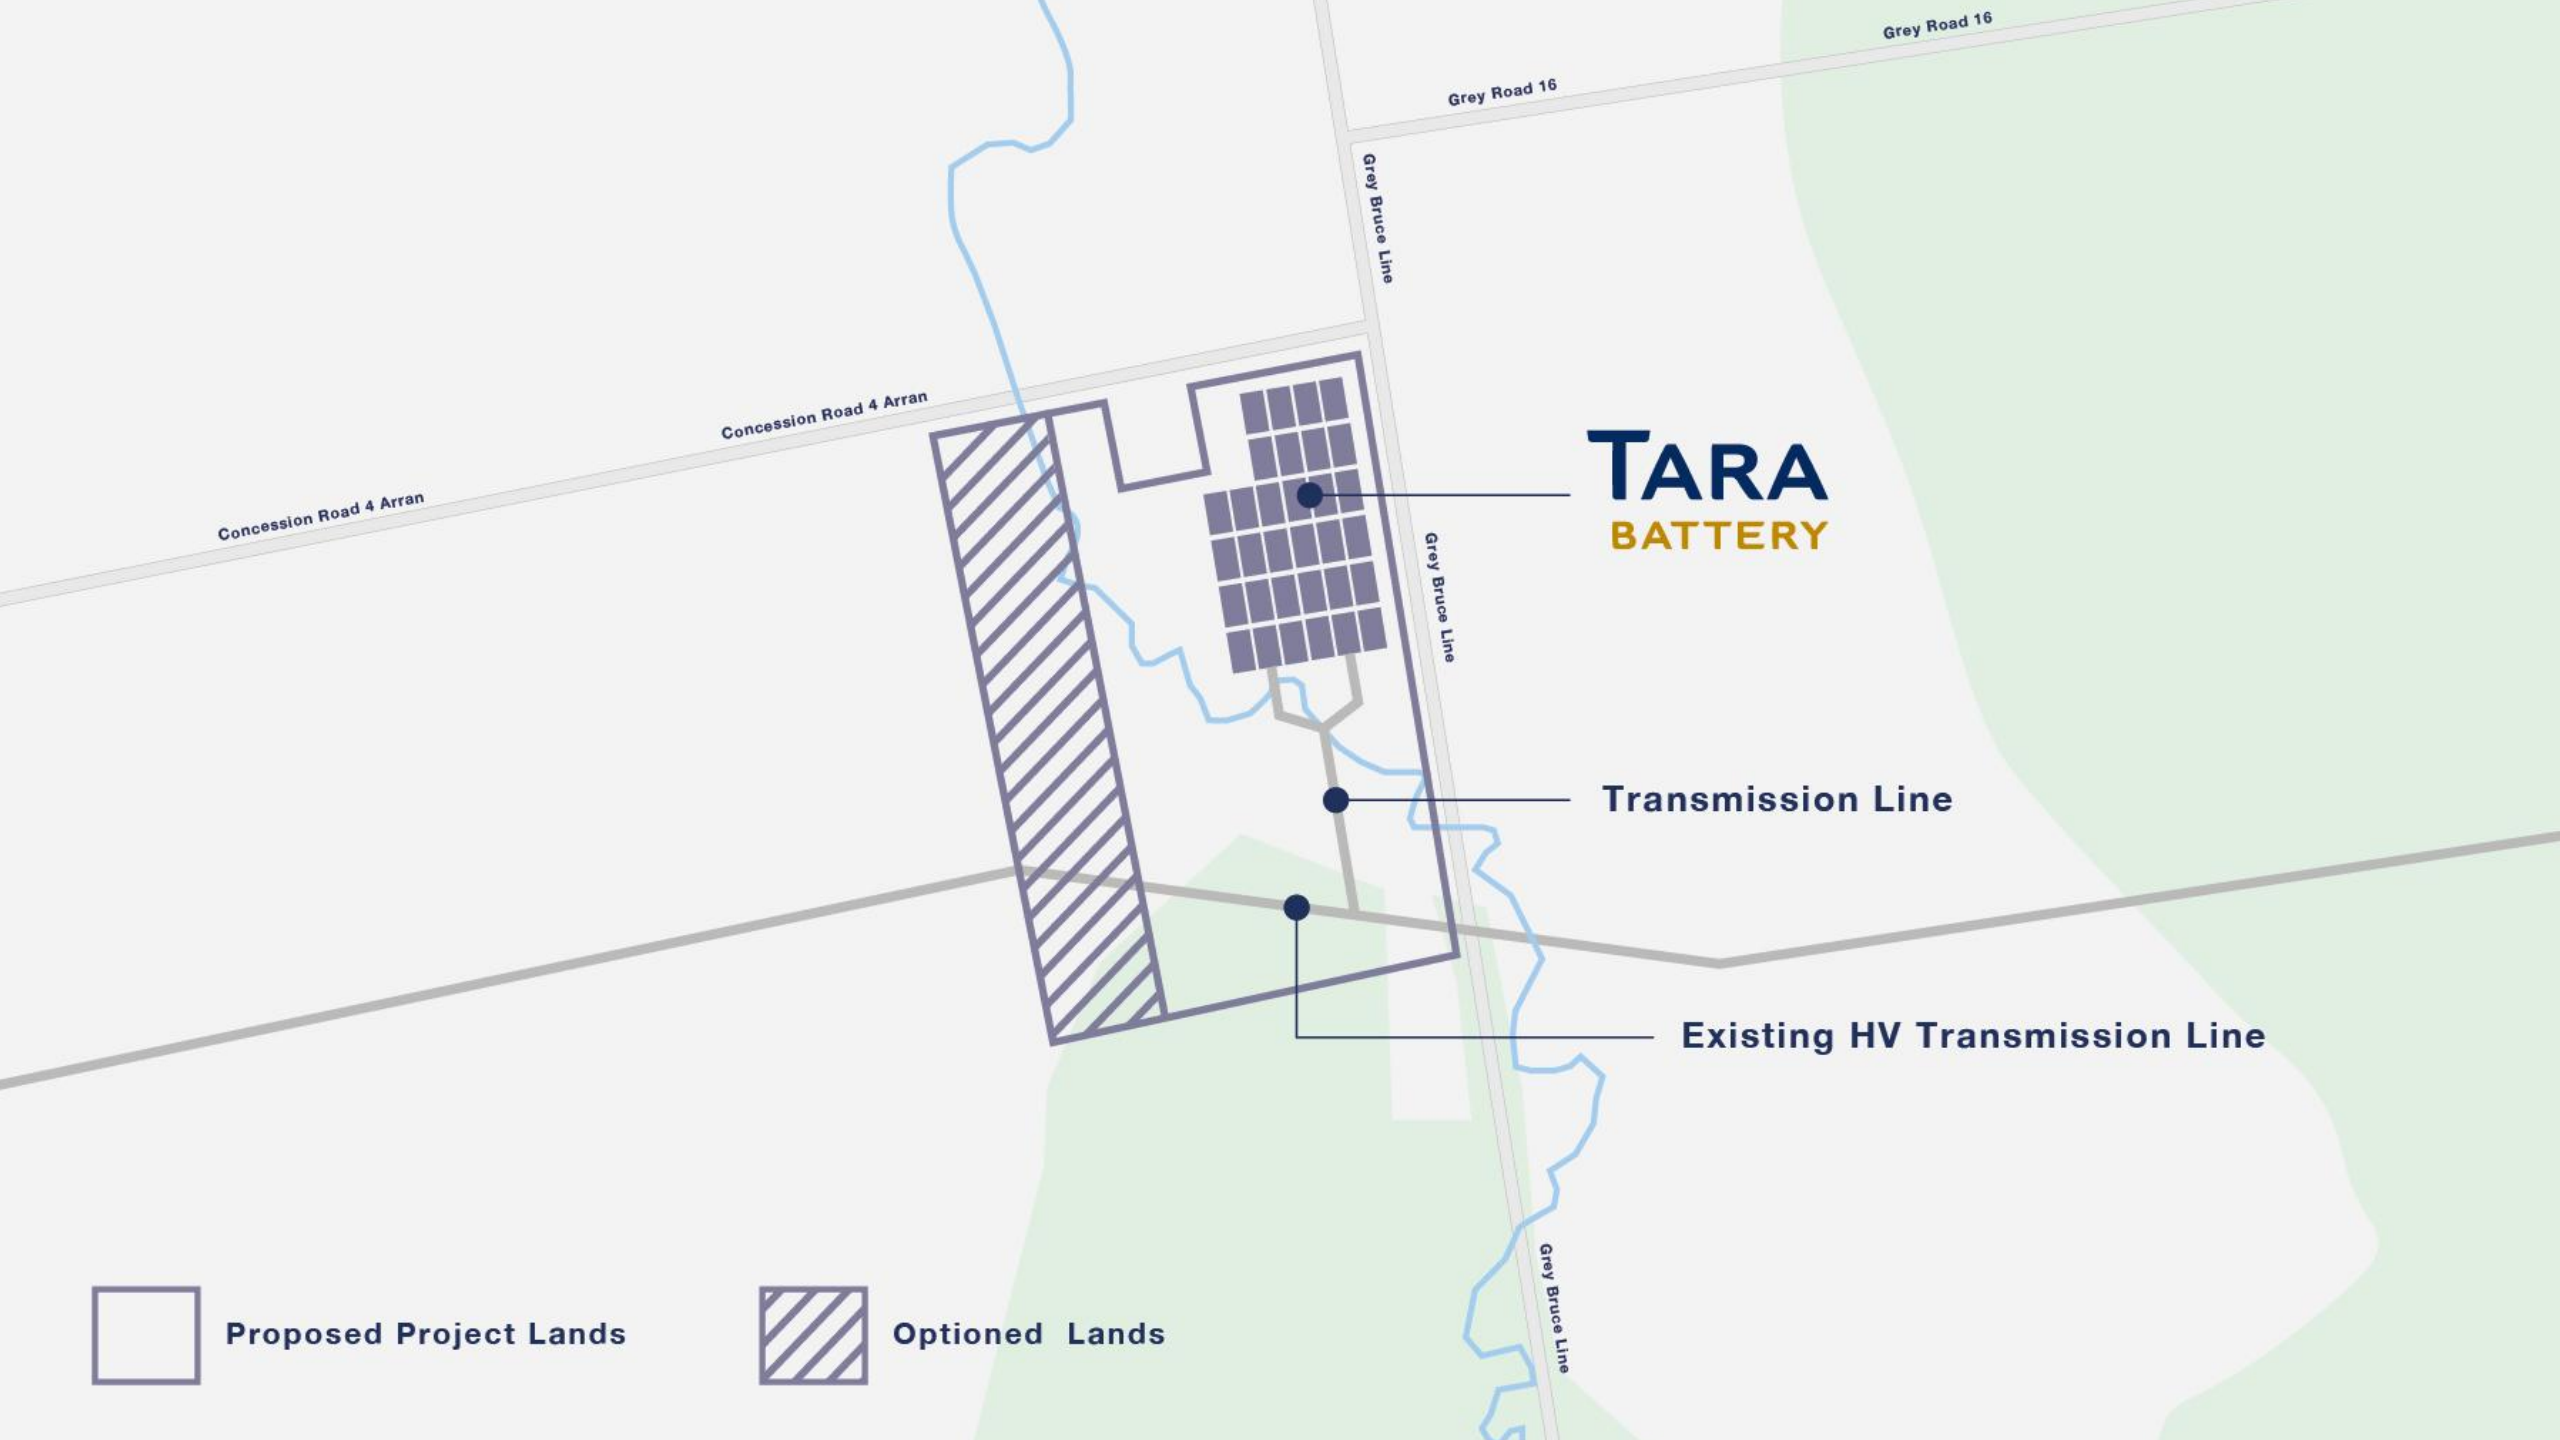 Grey Road 16
Grey Road 16
Grey Bruce Line
Concession Road 4 Arran
Concession Road 4 Arran
TARA
BATTERY
Grey Bruce Line
Transmission Line
Existing HV Transmission Line
Grey Bruce Line
Proposed Project Lands
Optioned Lands